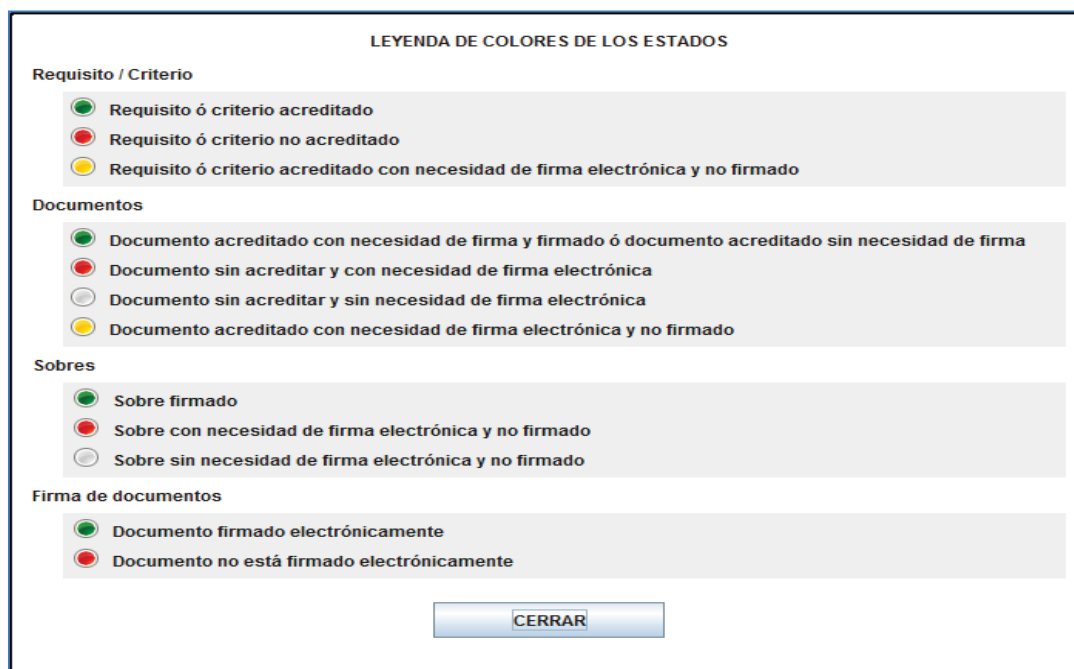 LEYENDA DE COLORES DE LOS ESTADOS
Requisito / Criterio
Requisito ó criterio acreditado
Requisito ó criterio no acreditado
Requisito ó criterio acreditado con necesidad de firma electrónica y no firmado
Documentos
Documento acreditado con necesidad de firma y firmado ó documento acreditado sin necesidad de firma
Documento sin acreditar y con necesidad de firma electrónica
Documento sin acreditar y sin necesidad de firma electrónica
Documento acreditado con necesidad de firma electrónica y no firmado
Sobres
Sobre firmado
Sobre con necesidad de firma electrónica y no firmado
Sobre sin necesidad de firma electrónica y no firmado
Firma de documentos
Documento firmado electrónicamente
Documento no está firmado electrónicamente
CERRAR